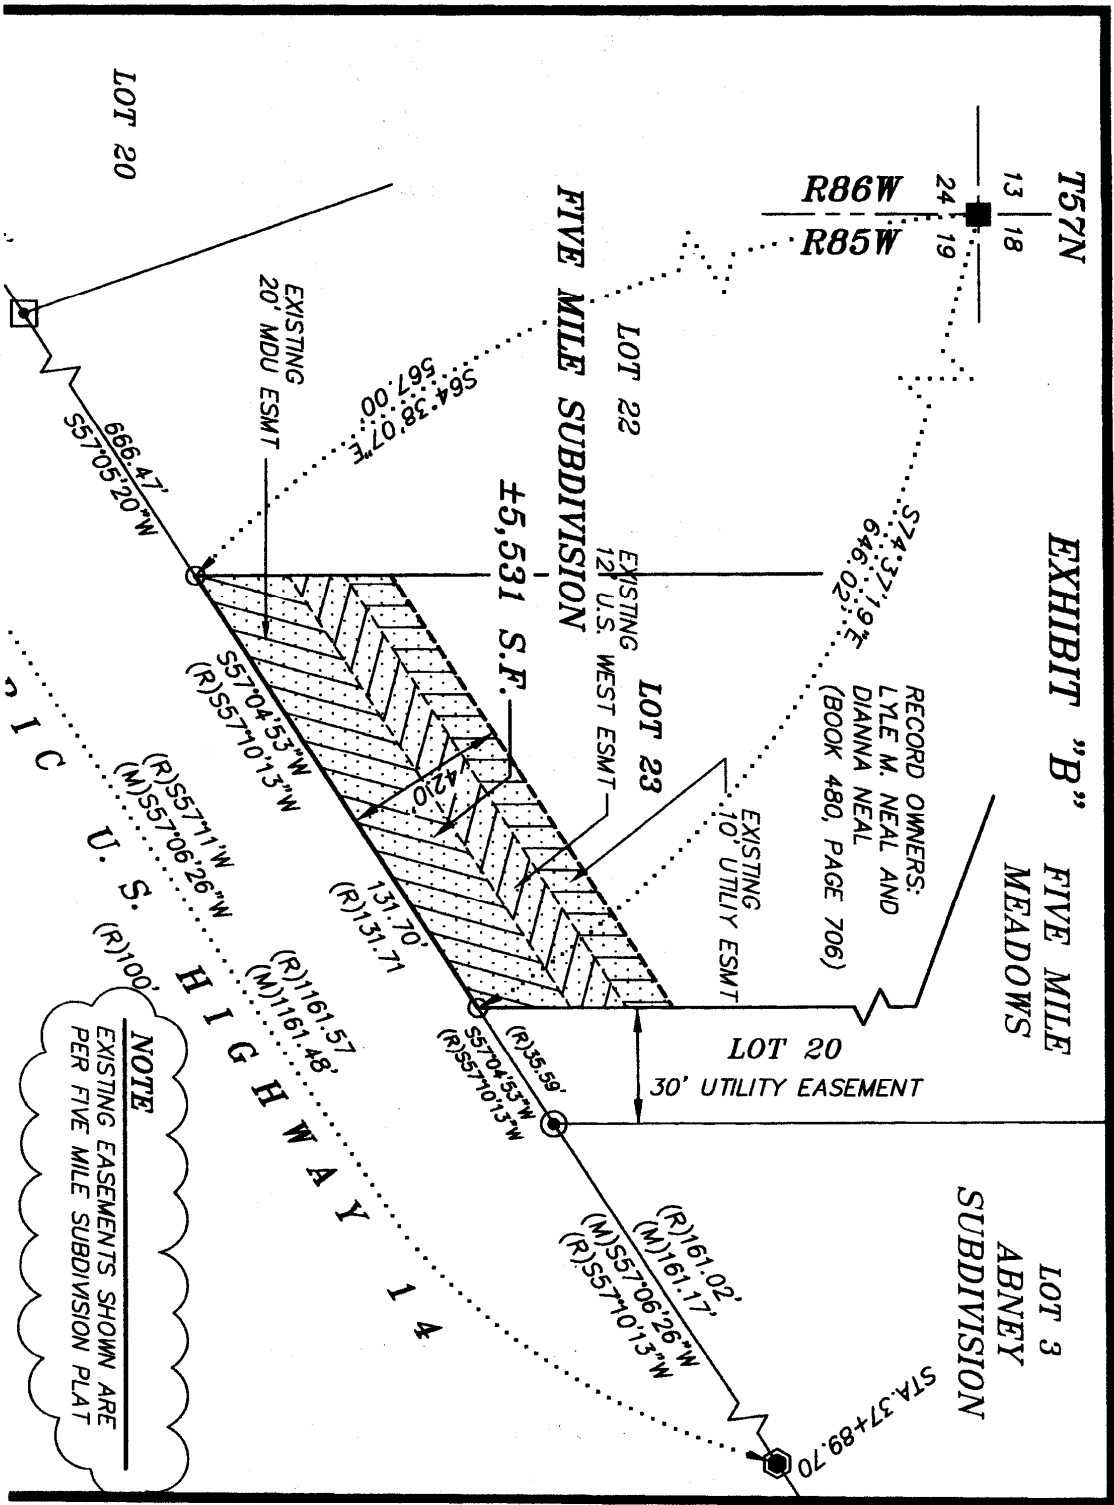 EXHIBIT "B"
T57N
13 18
24 19
R86W
R85W
FIVE MILE
MEADOWS
RECORD OWNERS:
LYLE M. NEAL AND
DIANNA NEAL
(BOOK 480, PAGE 706)
LOT 3
ABNEY
SUBDIVISION
S74°37'19"E
646.02'
LOT 20
30' UTILITY EASEMENT
EXISTING
10' UTILIY ESMT
LOT 23
EXISTING
12' U.S. WEST ESMT
LOT 22
FIVE MILE SUBDIVISION
±5,531 S.F.
S64°38'07"E
567.00
EXISTING
20' MDU ESMT
LOT 20
STA.37+89.70
42.0
666.47'
S57°05'20"W
S57°04'53"W
(R)S57°10'13"W
131.70'
(R)131.71
(R)35.59'
S57°04'53"W
(R)S57°10'13"W
(R)161.02'
(M)161.17'
(M)S57°06'26"W
(R)S57°10'13"W
(R)S57°11'W
(M)S57°06'26"W
(R)1161.57
(M)1161.48'
(R)100'
U.S. HIGHWAY 14
NOTE
EXISTING EASEMENTS SHOWN ARE
PER FIVE MILE SUBDIVISION PLAT